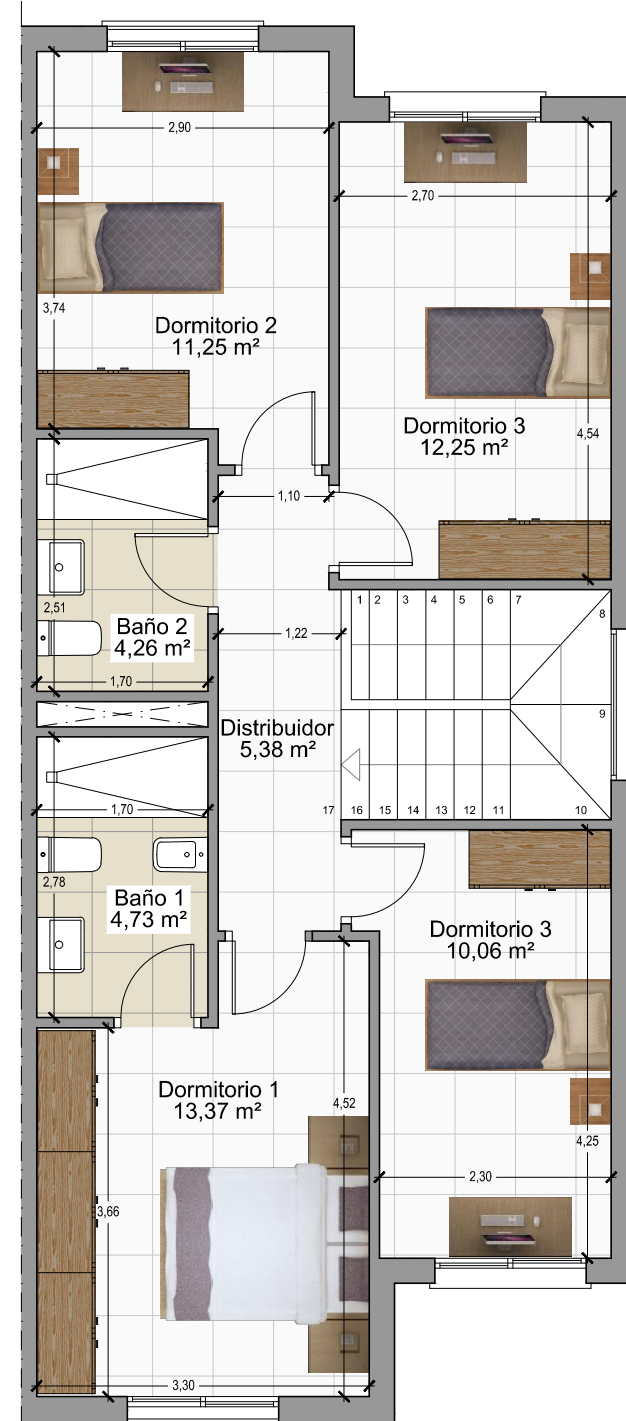 2,90
2,70
3,74
Dormitorio 2
11,25 m²
Dormitorio 3
12,25 m²
4,54
1,10
2,51
Baño 2
4,26 m²
1,70
1,22
1 2 3 4 5 6 7
8
9
Distribuidor
5,38 m²
17 16 15 14 13 12 11 10
1,70
2,78
Baño 1
4,73 m²
Dormitorio 3
10,06 m²
Dormitorio 1
13,37 m²
4,52
4,25
2,30
3,66
3,30